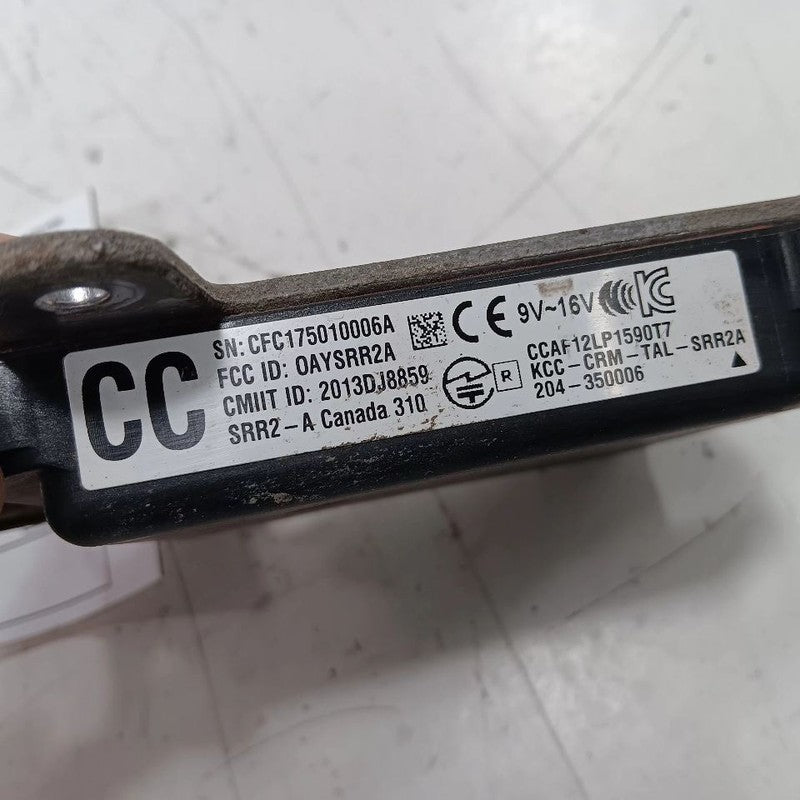 CC
SN: CFC175010006A
FCC ID: OAYSRR2A
CMIIT ID: 2013DJ8859
SRR2-A Canada 310
CE 9V~16V
R
CCAF12LP1590T7
KCC-CRM-TAL-SRR2A
204-350006